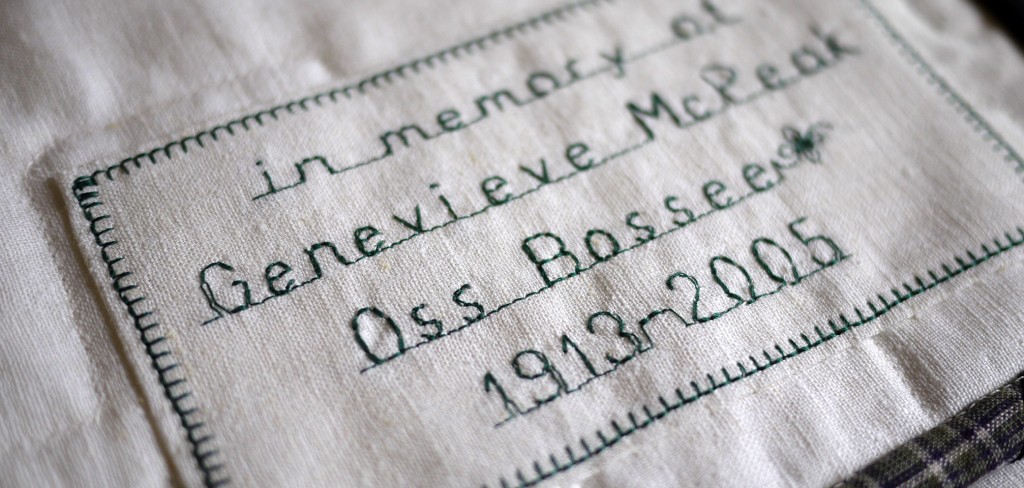 in memory of
Genevieve McPeak
Oss Bossee
1913-2005